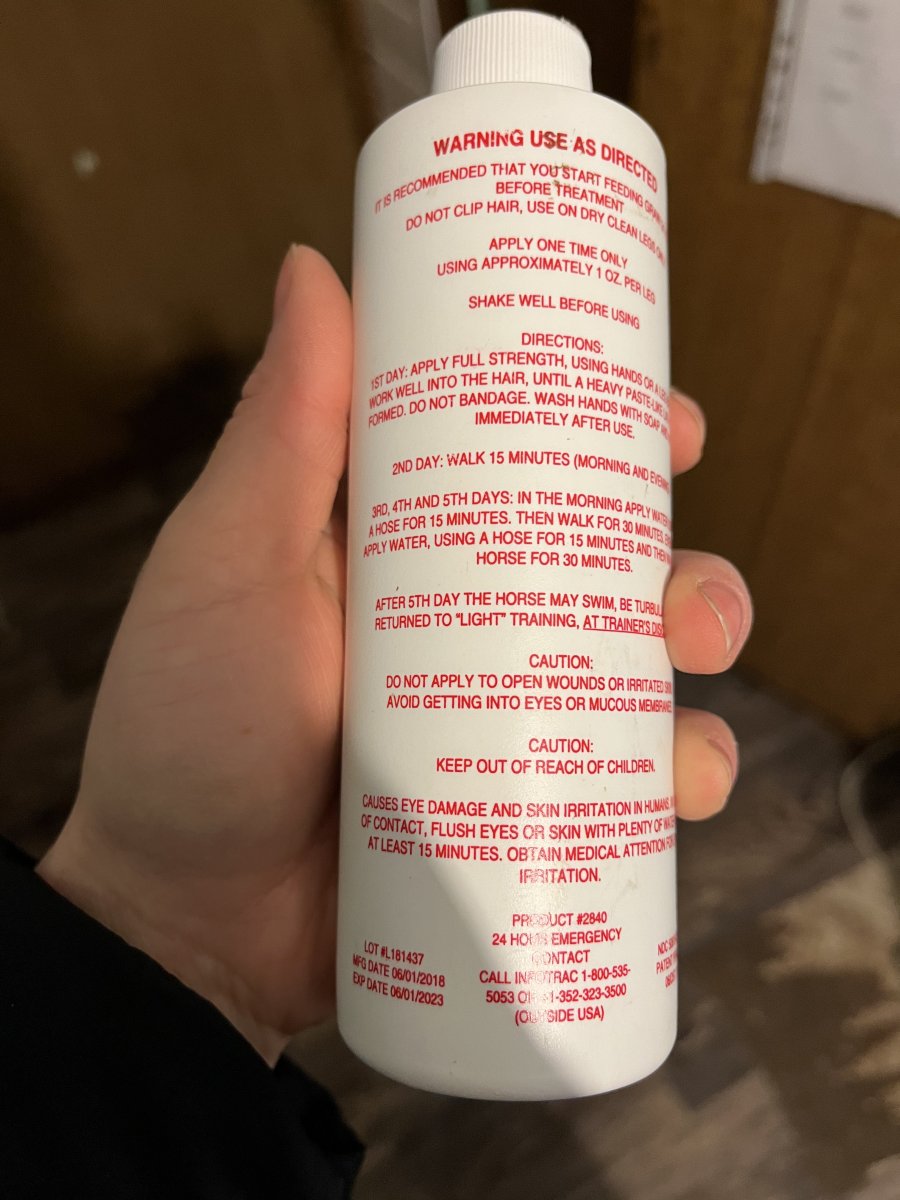 WARNING USE AS DIRECTED
IT IS RECOMMENDED THAT YOU START FEEDING
BEFORE TREATMENT
DO NOT CLIP HAIR, USE ON DRY CLEAN LEGS
APPLY ONE TIME ONLY
USING APPROXIMATELY 1 OZ. PER LEG
SHAKE WELL BEFORE USING
DIRECTIONS:
1ST DAY: APPLY FULL STRENGTH, USING HANDS OR A
WORK WELL INTO THE HAIR, UNTIL A HEAVY PASTE-LIKE
FORMED. DO NOT BANDAGE. WASH HANDS WITH SOAP
IMMEDIATELY AFTER USE.
2ND DAY: WALK 15 MINUTES (MORNING AND EVENING
3RD, 4TH AND 5TH DAYS: IN THE MORNING APPLY WATER
A HOSE FOR 15 MINUTES. THEN WALK FOR 30 MINUTES.
APPLY WATER, USING A HOSE FOR 15 MINUTES AND THEN
HORSE FOR 30 MINUTES.
AFTER 5TH DAY THE HORSE MAY SWIM, BE
RETURNED TO "LIGHT" TRAINING, AT TRAINER'S
CAUTION:
DO NOT APPLY TO OPEN WOUNDS OR IRRITATED SKIN
AVOID GETTING INTO EYES OR MUCOUS MEMBRANE
CAUTION:
KEEP OUT OF REACH OF CHILDREN.
CAUSES EYE DAMAGE AND SKIN IRRITATION IN HUMANS.
OF CONTACT, FLUSH EYES OR SKIN WITH PLENTY OF WATER
AT LEAST 15 MINUTES. OBTAIN MEDICAL ATTENTION FOR
IRRITATION.
PRODUCT #2840
24 HOUR EMERGENCY
CONTACT
CALL INFOTRAC 1-800-535-
5053 OR +1-352-323-3500
(OUTSIDE USA)
LOT #L181437
MFG DATE 06/01/2018
EXP DATE 06/01/2023
NDC
PATENT